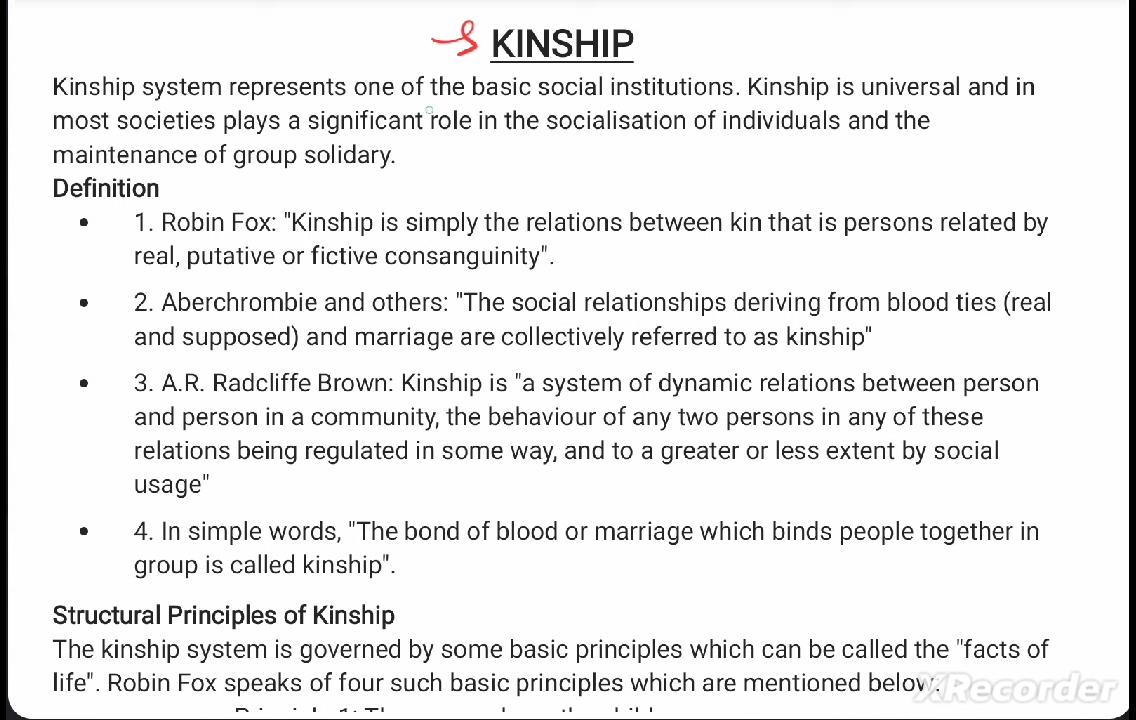 KINSHIP
Kinship system represents one of the basic social institutions. Kinship is universal and in
most societies plays a significant role in the socialisation of individuals and the
maintenance of group solidary.
Definition
• 1. Robin Fox: "Kinship is simply the relations between kin that is persons related by
real, putative or fictive consanguinity".
• 2. Aberchrombie and others: "The social relationships deriving from blood ties (real
and supposed) and marriage are collectively referred to as kinship"
• 3. A.R. Radcliffe Brown: Kinship is "a system of dynamic relations between person
and person in a community, the behaviour of any two persons in any of these
relations being regulated in some way, and to a greater or less extent by social
usage"
• 4. In simple words, "The bond of blood or marriage which binds people together in
group is called kinship".
Structural Principles of Kinship
The kinship system is governed by some basic principles which can be called the "facts of
life". Robin Fox speaks of four such basic principles which are mentioned below.
XRecorder